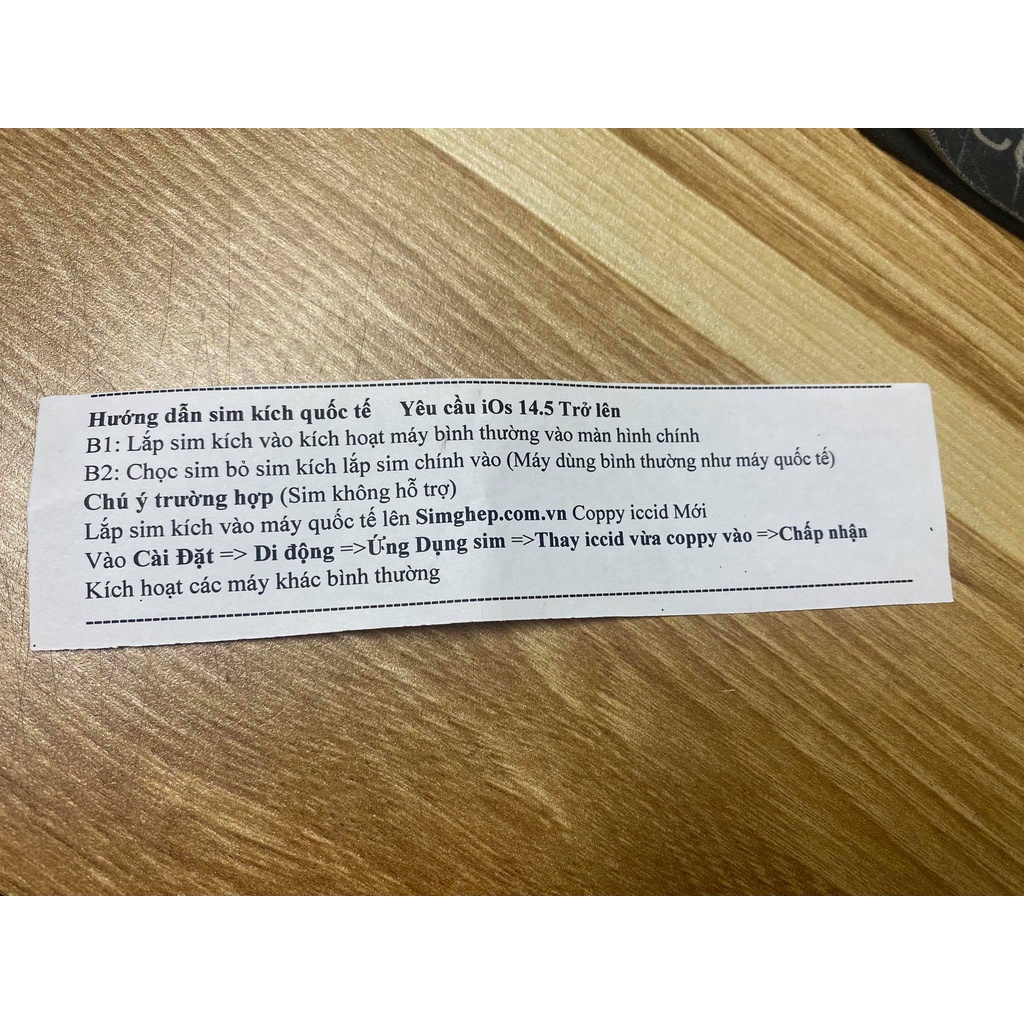 Hướng dẫn sim kích quốc tế Yêu cầu iOs 14.5 Trở lên
B1: Lắp sim kích vào kích hoạt máy bình thường vào màn hình chính
B2: Chọc sim bỏ sim kích lắp sim chính vào (Máy dùng bình thường như máy quốc tế)
Chú ý trường hợp (Sim không hỗ trợ)
Lắp sim kích vào máy quốc tế lên Simghep.com.vn Coppy iccid Mới
Vào Cài Đặt => Di động =>Ứng Dụng sim =>Thay iccid vừa coppy vào =>Chấp nhận
Kích hoạt các máy khác bình thường